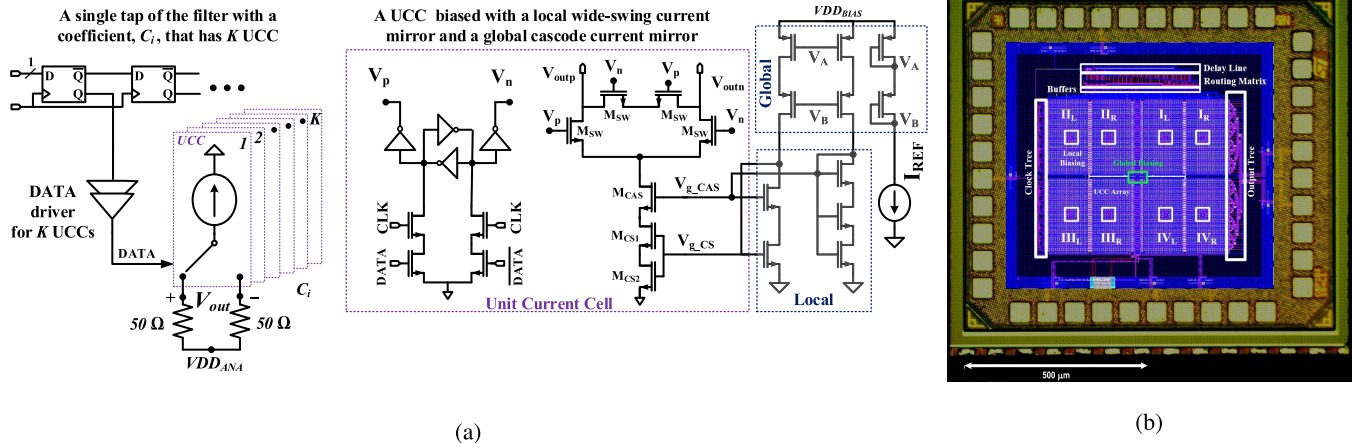 A single tap of the filter with a
coefficient, Ci, that has K UCC
1
D
Q
Q
D
Q
Q
UCC
1
2
K
DATA
driver
for K UCCs
DATA
Ci
+
Vout
−
50 Ω
50 Ω
VDDANA
A UCC biased with a local wide-swing current
mirror and a global cascode current mirror
Vp
Vn
CLK
CLK
DATA
DATA
Voutp
Vn
Vp
Voutn
MSW
MSW
Vp
MSW
MSW
Vn
MCAS
Vg_CAS
MCS1
Vg_CS
MCS2
Unit Current Cell
VDDBIAS
Global
VA
VA
VB
VB
IREF
Local
(a)
Delay Line
Routing Matrix
Buffers
IIL
IIR
IL
IR
Local
Biasing
Global Biasing
Clock Tree
UCC Array
Output Tree
IIIL
IIIR
IVL
IVR
500 µm
(b)